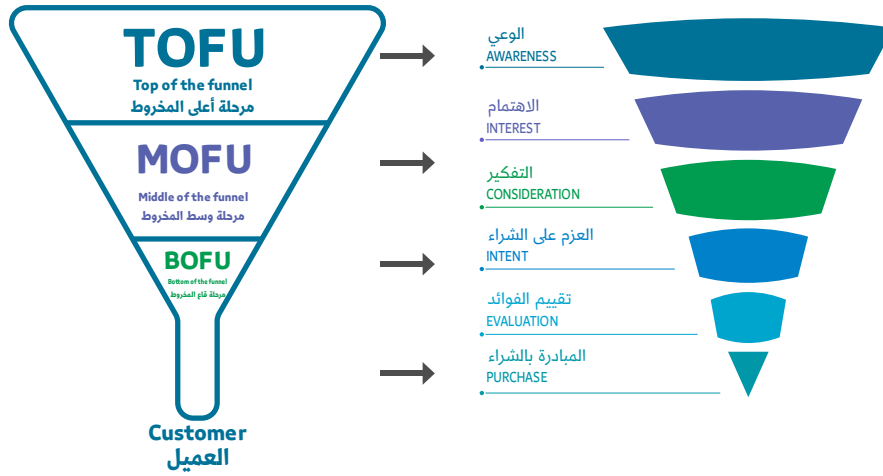 TOFU
Top of the funnel
مرحلة أعلى المخروط
MOFU
Middle of the funnel
مرحلة وسط المخروط
BOFU
Bottom of the funnel
مرحلة قاع المخروط
Customer
العميل
الوعي
AWARENESS
الاهتمام
INTEREST
التفكير
CONSIDERATION
العزم على الشراء
INTENT
تقييم الفوائد
EVALUATION
المبادرة بالشراء
PURCHASE